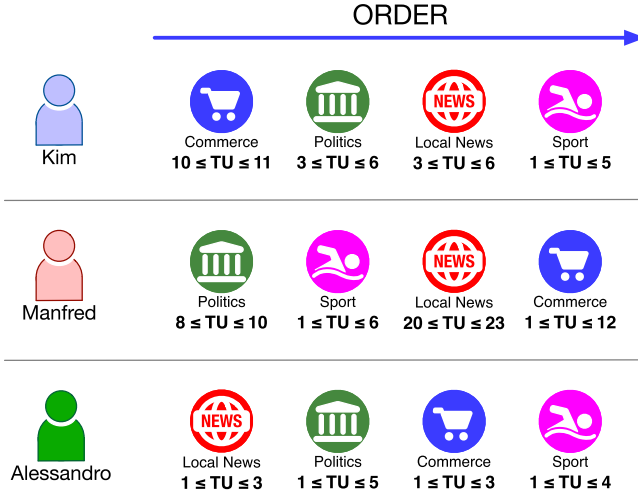 ORDER
NEWS
Kim
Commerce
Politics
Local News
Sport
10 ≤ TU ≤ 11
3 ≤ TU ≤ 6
3 ≤ TU ≤ 6
1 ≤ TU ≤ 5
NEWS
Manfred
Politics
Sport
Local News
Commerce
8 ≤ TU ≤ 10
1 ≤ TU ≤ 6
20 ≤ TU ≤ 23
1 ≤ TU ≤ 12
NEWS
Alessandro
Local News
Politics
Commerce
Sport
1 ≤ TU ≤ 3
1 ≤ TU ≤ 5
1 ≤ TU ≤ 3
1 ≤ TU ≤ 4